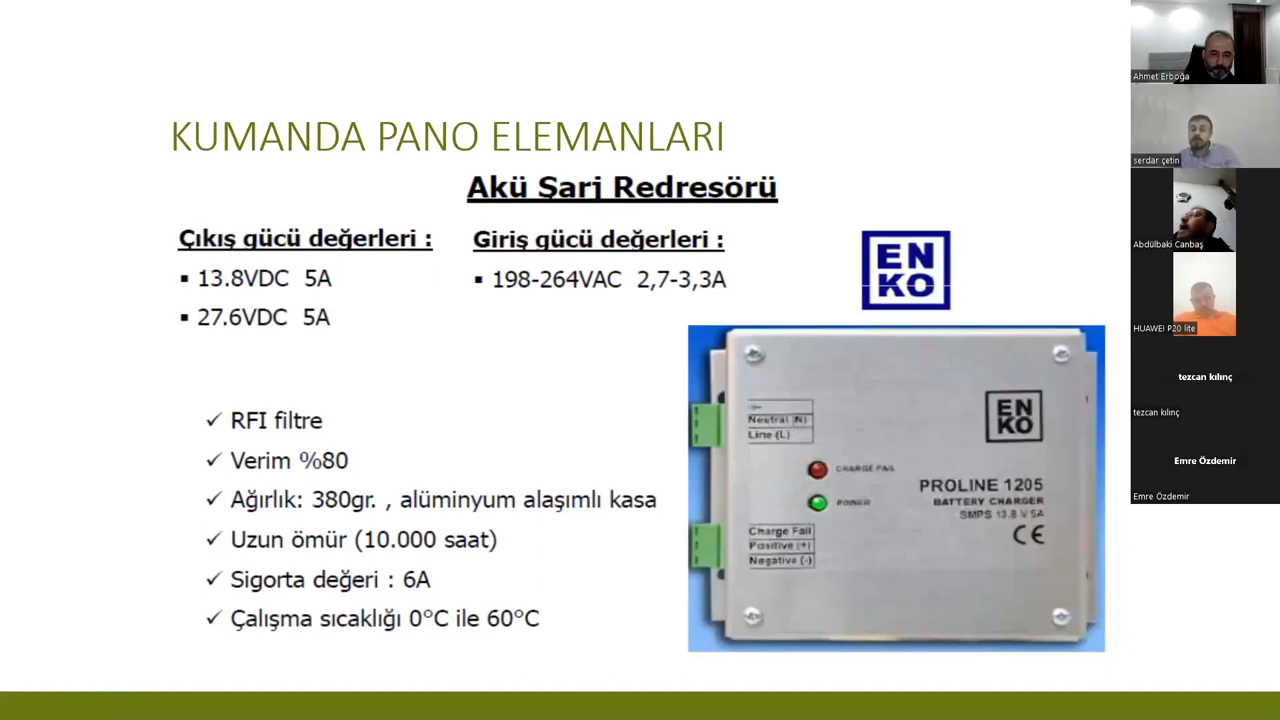 KUMANDA PANO ELEMANLARI
Akü Şarj Redresörü
Çıkış gücü değerleri :
▪ 13.8VDC 5A
▪ 27.6VDC 5A
Giriş gücü değerleri :
▪ 198-264VAC 2,7-3,3A
EN
KO
✓ RFI filtre
✓ Verim %80
✓ Ağırlık: 380gr. , alüminyum alaşımlı kasa
✓ Uzun ömür (10.000 saat)
✓ Sigorta değeri : 6A
✓ Çalışma sıcaklığı 0°C ile 60°C
Neutral (N)
Line (L)
EN
KO
CHARGE FAIL
POWER
PROLINE 1205
BATTERY CHARGER
SMPS 13.8 V 5A
CE
Charge Fail
Positive (+)
Negative (-)
Ahmet Erboğa
serdar çetin
Abdülbaki Canbaş
HUAWEI P20 lite
tezcan kılınç
tezcan kılınç
Emre Özdemir
Emre Özdemir